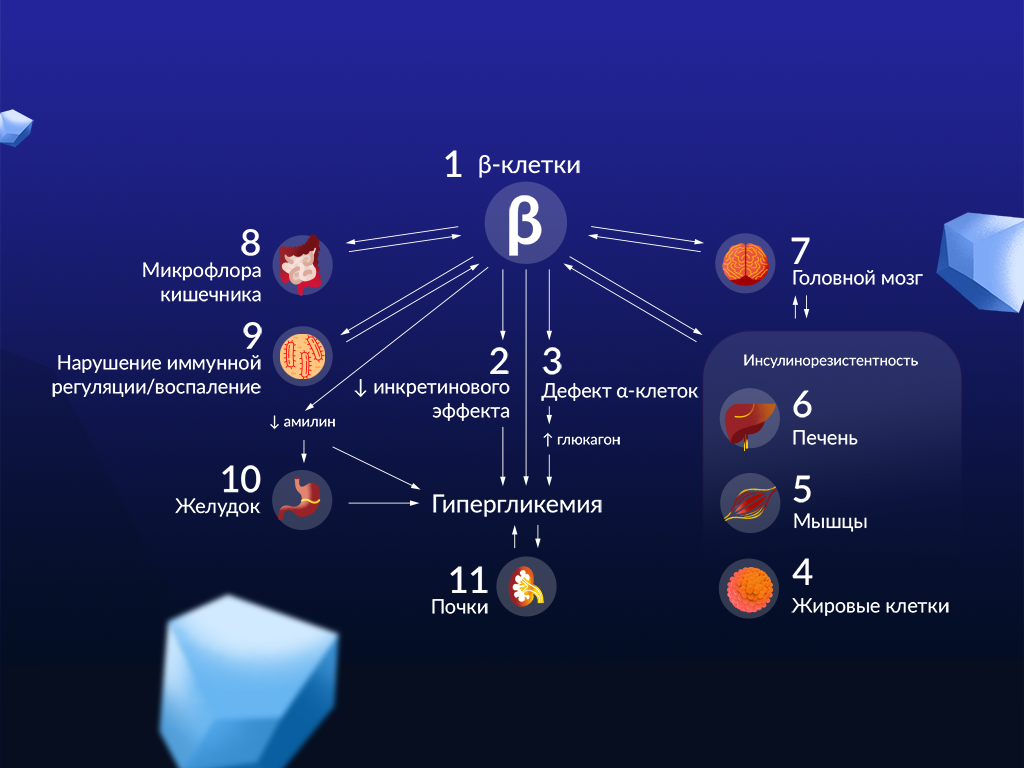 1 β-клетки
β
8
Микрофлора
кишечника
7
Головной мозг
9
Нарушение иммунной
регуляции/воспаление
2
↓ инкретинового
эффекта
3
Дефект α-клеток
↑ глюкагон
↓ амилин
10
Желудок
Гипергликемия
11
Почки
Инсулинорезистентность
6
Печень
5
Мышцы
4
Жировые клетки